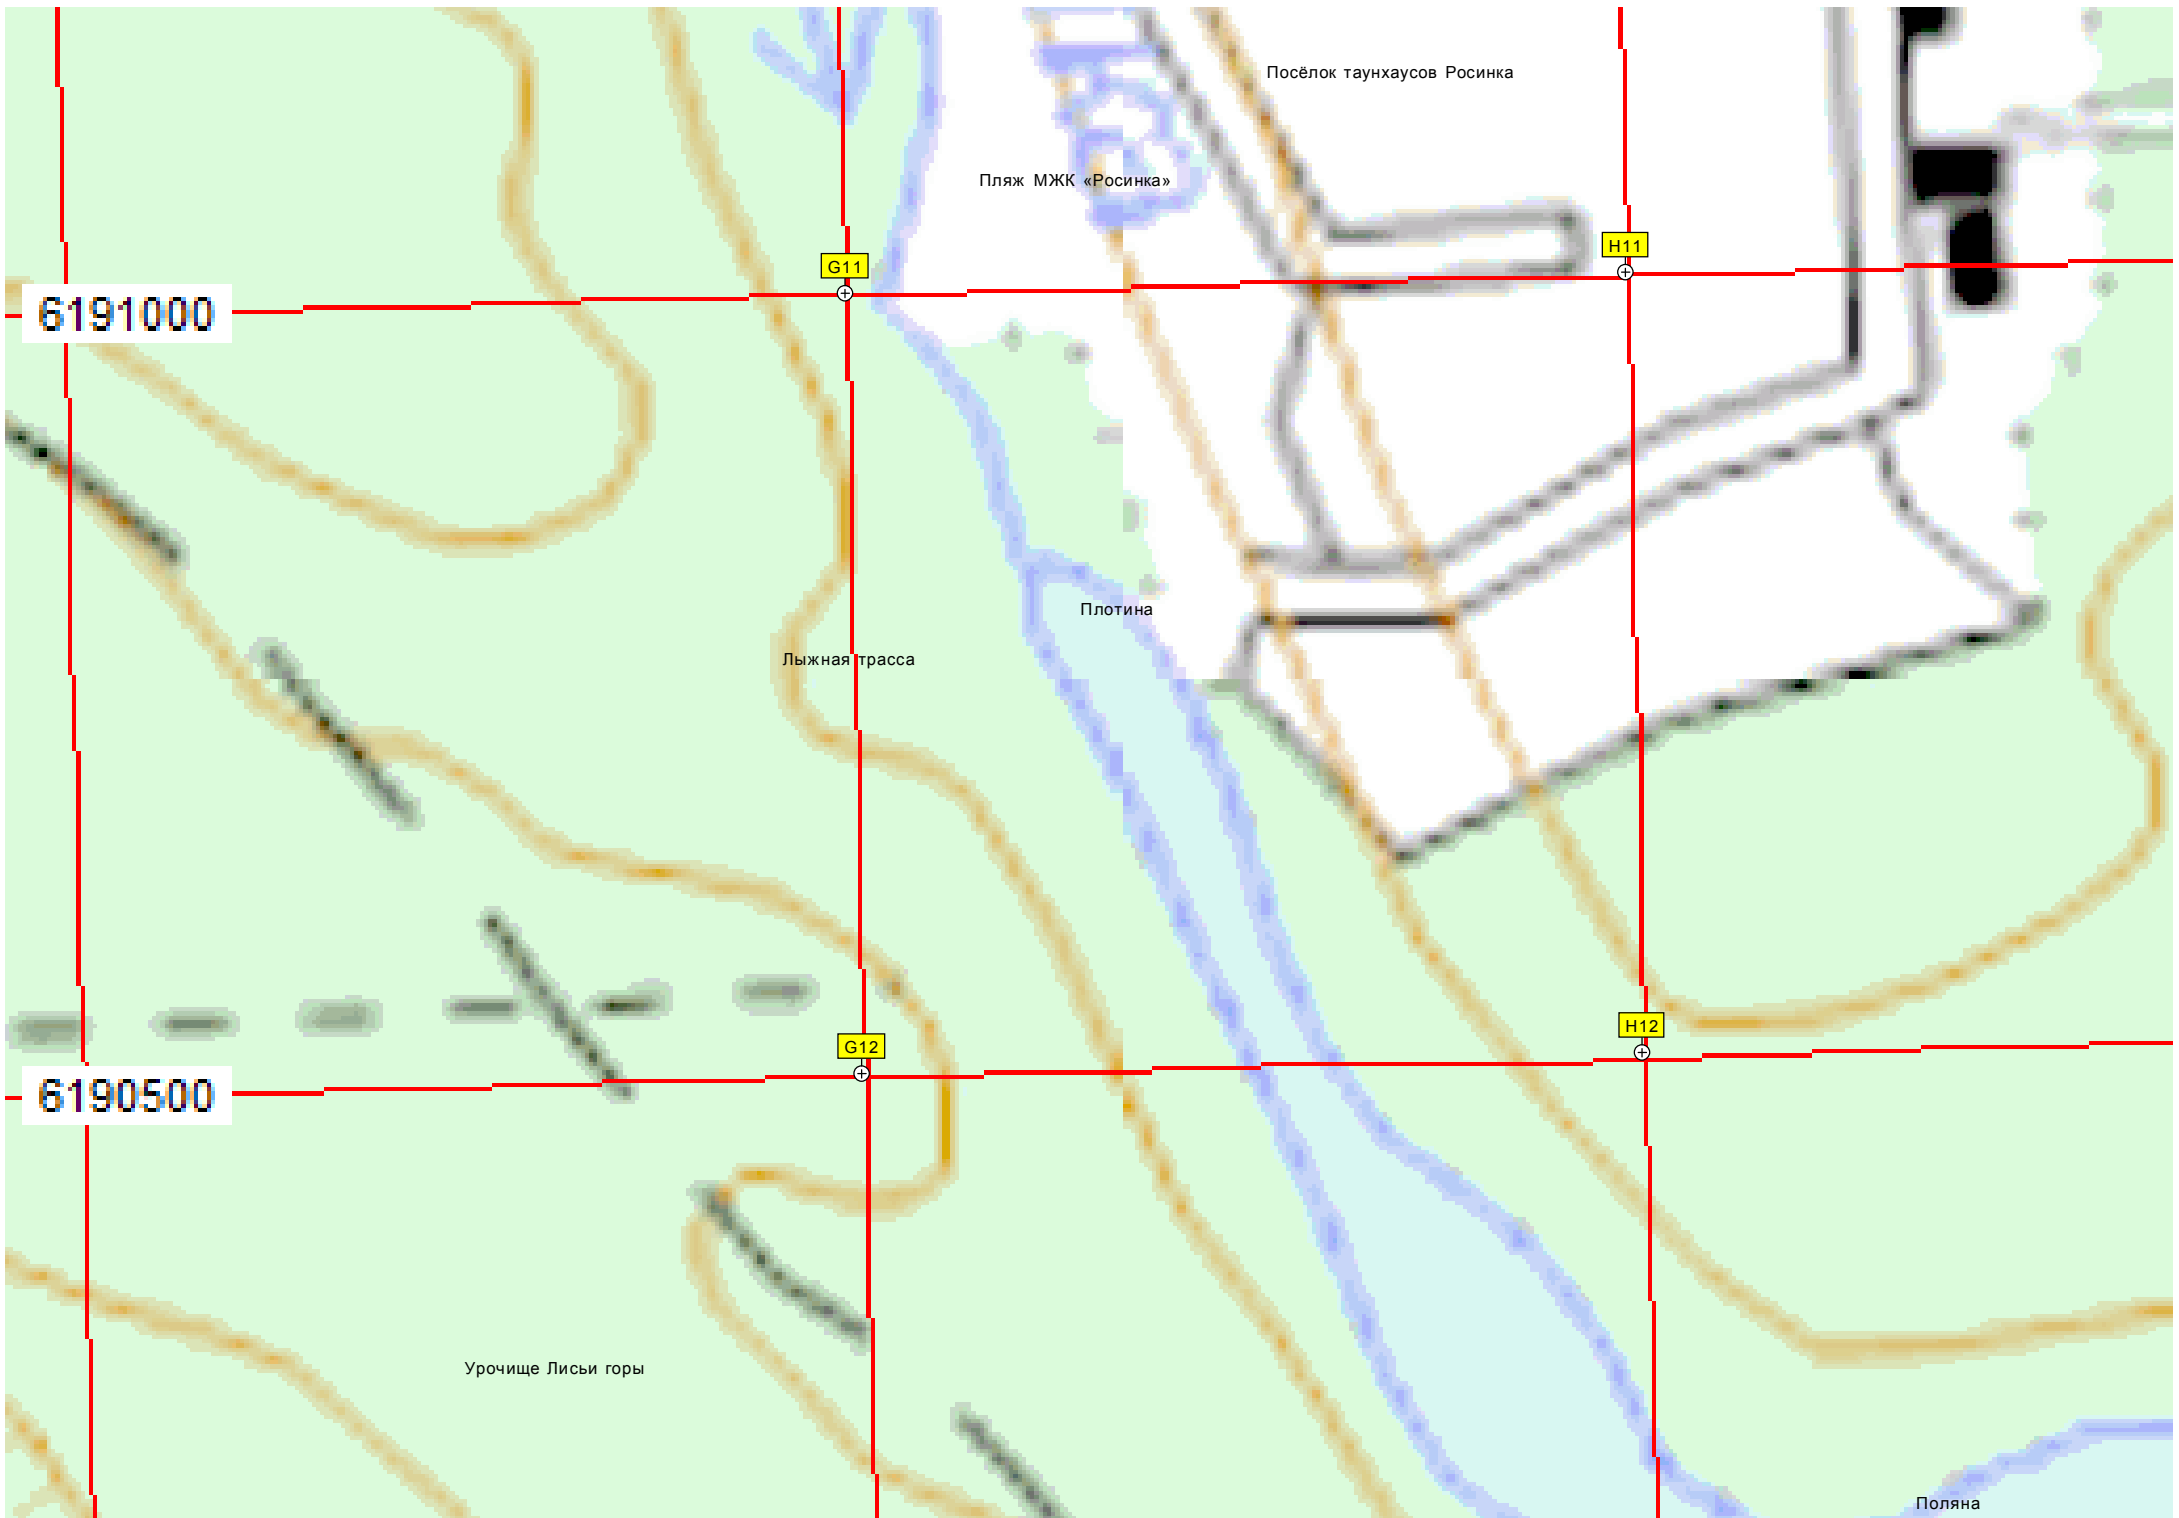 Посёлок таунхаусов Росинка
Пляж МЖК «Росинка»
H11
G11
6191000
Плотина
Лыжная трасса
H12
G12
6190500
Урочище Лисьи горы
Поляна